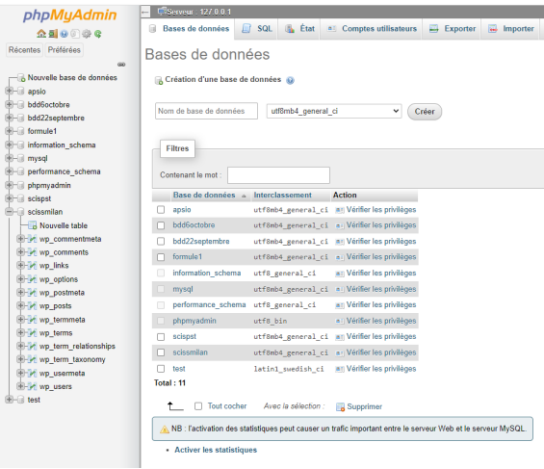 phpMyAdmin
Récentes Préférées
Nouvelle base de données
apsio
bdd6octobre
bdd22septembre
formule1
information_schema
mysql
performance_schema
phpmyadmin
scispst
scissmilan
Nouvelle table
wp_commentmeta
wp_comments
wp_links
wp_options
wp_postmeta
wp_posts
wp_termmeta
wp_terms
wp_term_relationships
wp_term_taxonomy
wp_usermeta
wp_users
test
Serveur : 127.0.0.1
Bases de données SQL État Comptes utilisateurs Exporter Importer
Bases de données
Création d'une base de données
Nom de base de données utf8mb4_general_ci Créer
Filtres
Contenant le mot :
Base de données Interclassement Action
apsio utf8mb4_general_ci Vérifier les privilèges
bdd6octobre utf8mb4_general_ci Vérifier les privilèges
bdd22septembre utf8mb4_general_ci Vérifier les privilèges
formule1 utf8mb4_general_ci Vérifier les privilèges
information_schema utf8_general_ci Vérifier les privilèges
mysql utf8mb4_general_ci Vérifier les privilèges
performance_schema utf8_general_ci Vérifier les privilèges
phpmyadmin utf8_bin Vérifier les privilèges
scispst utf8mb4_general_ci Vérifier les privilèges
scissmilan utf8mb4_general_ci Vérifier les privilèges
test latin1_swedish_ci Vérifier les privilèges
Total : 11
Tout cocher Avec la sélection : Supprimer
NB : l'activation des statistiques peut causer un trafic important entre le serveur Web et le serveur MySQL.
Activer les statistiques